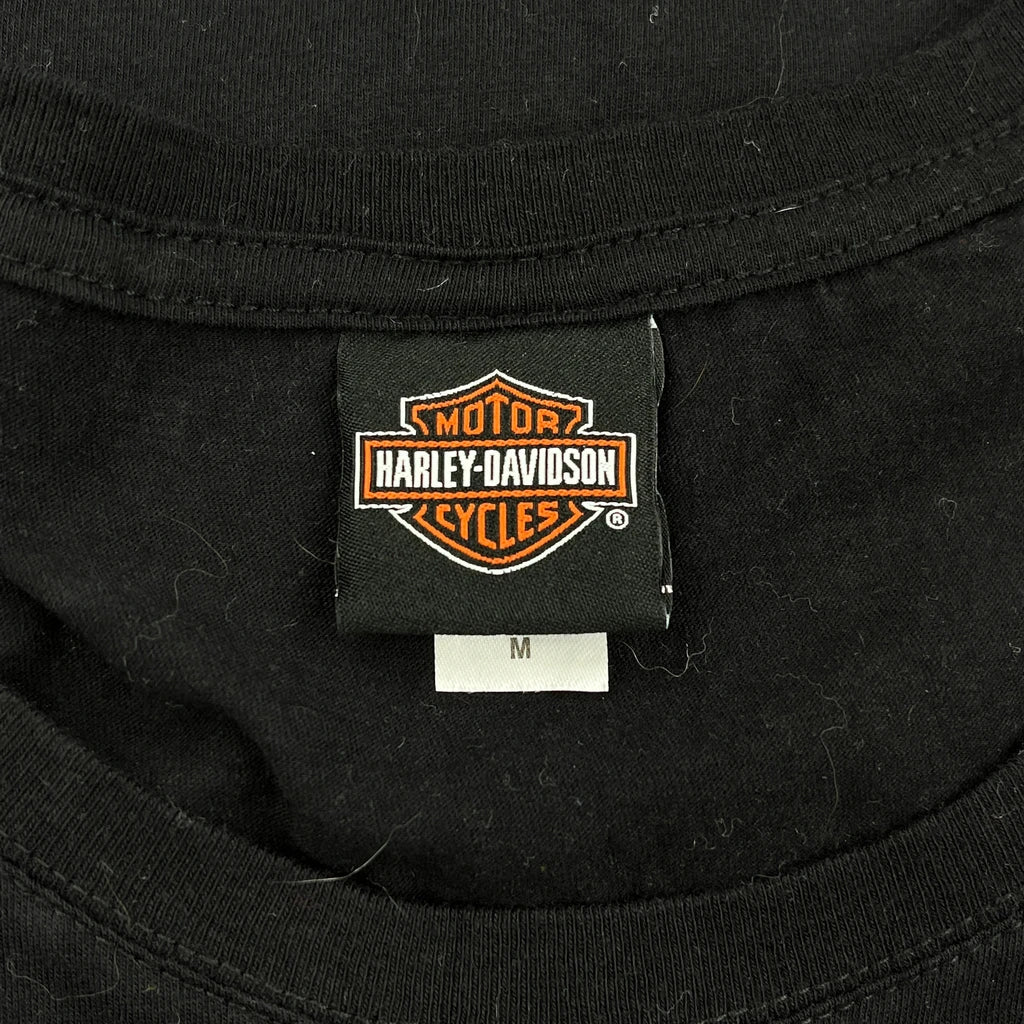 MOTOR
HARLEY-DAVIDSON
CYCLES
®
M